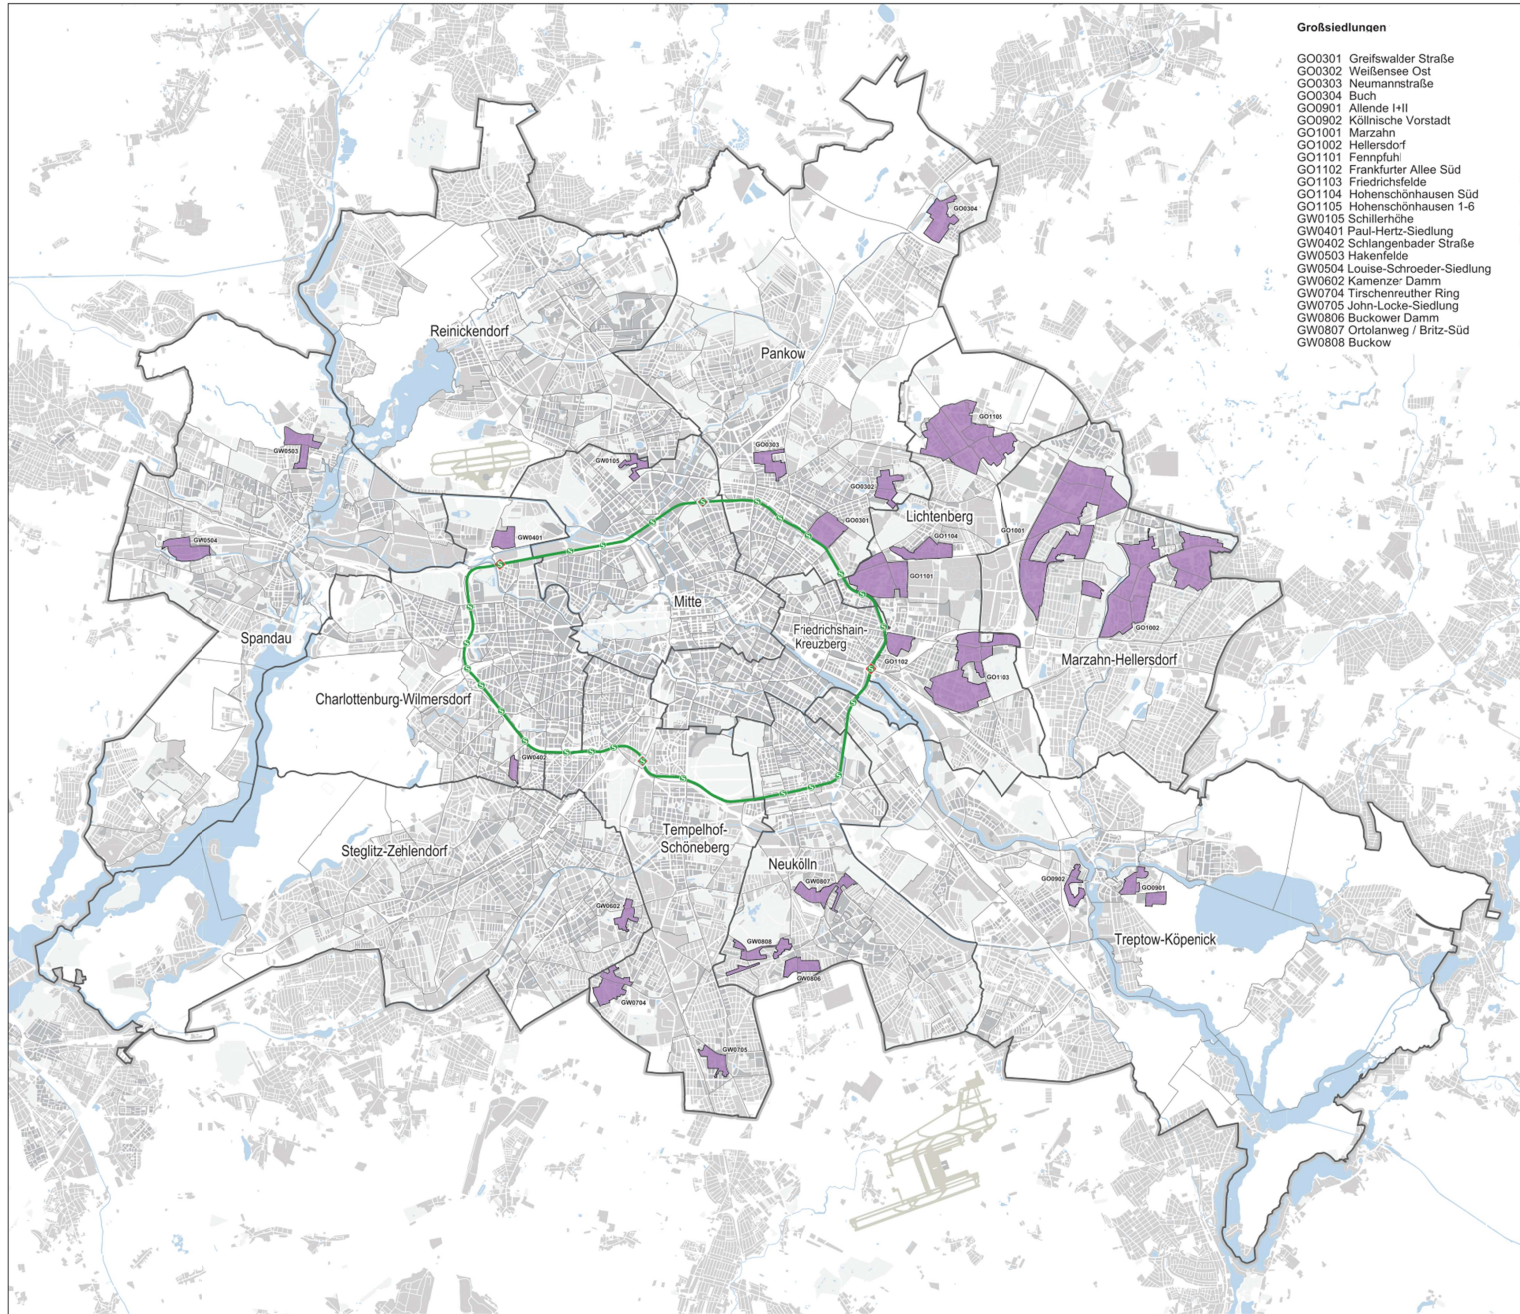 Großsiedlungen
GO0301 Greifswalder Straße
GO0302 Weißensee Ost
GO0303 Neumannstraße
GO0304 Buch
GO0901 Allende I+II
GO0902 Köllnische Vorstadt
GO1001 Marzahn
GO1002 Hellersdorf
GO1101 Fennpfuhl
GO1102 Frankfurter Allee Süd
GO1103 Friedrichsfelde
GO1104 Hohenschönhausen Süd
GO1105 Hohenschönhausen 1-6
GW0105 Schillerhöhe
GW0401 Paul-Hertz-Siedlung
GW0402 Schlangenbader Straße
GW0503 Hakenfelde
GW0504 Louise-Schroeder-Siedlung
GW0602 Kamenzer Damm
GW0704 Tirschenreuther Ring
GW0705 John-Locke-Siedlung
GW0806 Buckower Damm
GW0807 Ortolanweg / Britz-Süd
GW0808 Buckow
GO0304
Reinickendorf
Pankow
GO1105
GO0303
GW0503
GW0105
GO0302
Lichtenberg
GO0301
GO1001
GW0401
GO1104
GW0504
GO1101
Mitte
GO1002
Friedrichshain-
Kreuzberg
Spandau
GO1102
Marzahn-Hellersdorf
GO1103
Charlottenburg-Wilmersdorf
GW0402
Tempelhof-
Schöneberg
Steglitz-Zehlendorf
Neukölln
GO0902
GW0807
GO0901
GW0602
GW0808
Treptow-Köpenick
GW0806
GW0704
GW0705